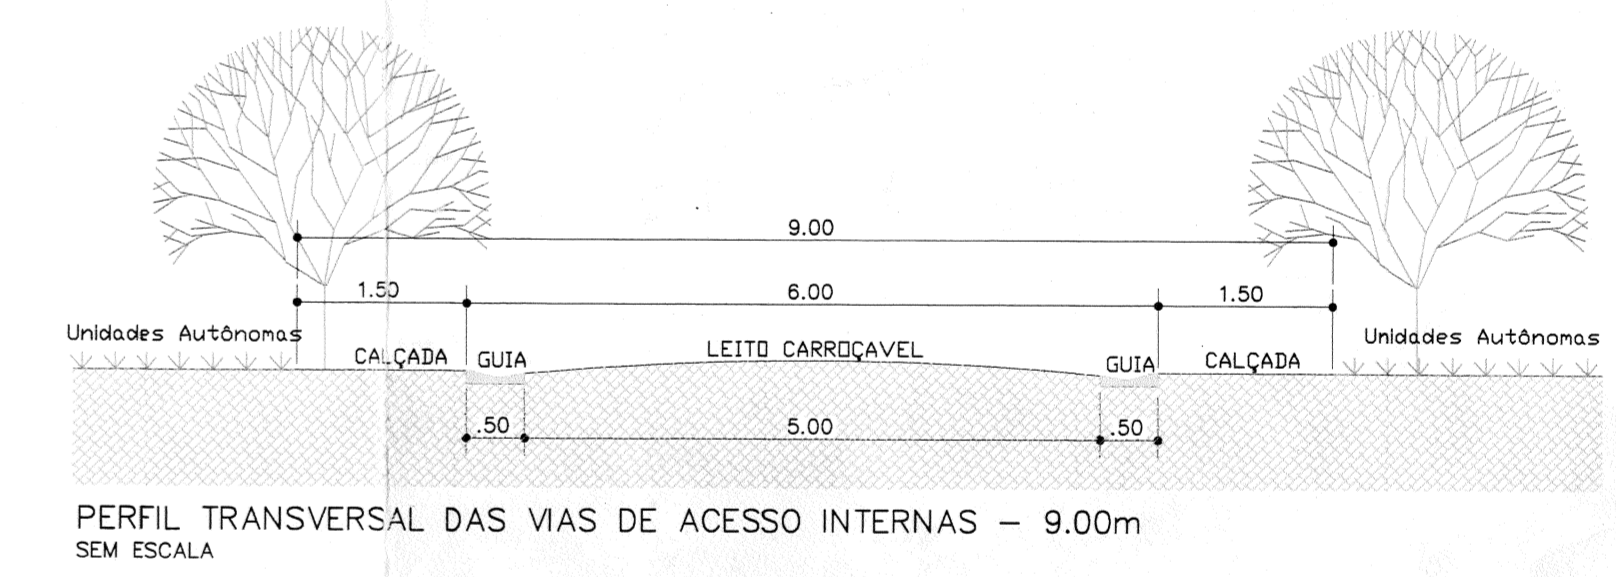 9.00
1.50 6.00 1.50
Unidades Autônomas Unidades Autônomas
CALÇADA GUIA LEITO CARROÇAVEL GUIA CALÇADA
.50 5.00 .50
PERFIL TRANSVERSAL DAS VIAS DE ACESSO INTERNAS – 9.00m
SEM ESCALA